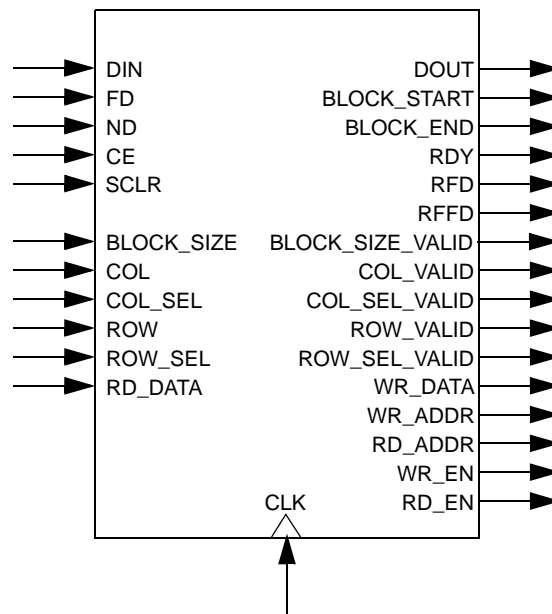 DIN
FD
ND
CE
SCLR
BLOCK_SIZE
COL
COL_SEL
ROW
ROW_SEL
RD_DATA
DOUT
BLOCK_START
BLOCK_END
RDY
RFD
RFFD
BLOCK_SIZE_VALID
COL_VALID
COL_SEL_VALID
ROW_VALID
ROW_SEL_VALID
WR_DATA
WR_ADDR
RD_ADDR
WR_EN
RD_EN
CLK